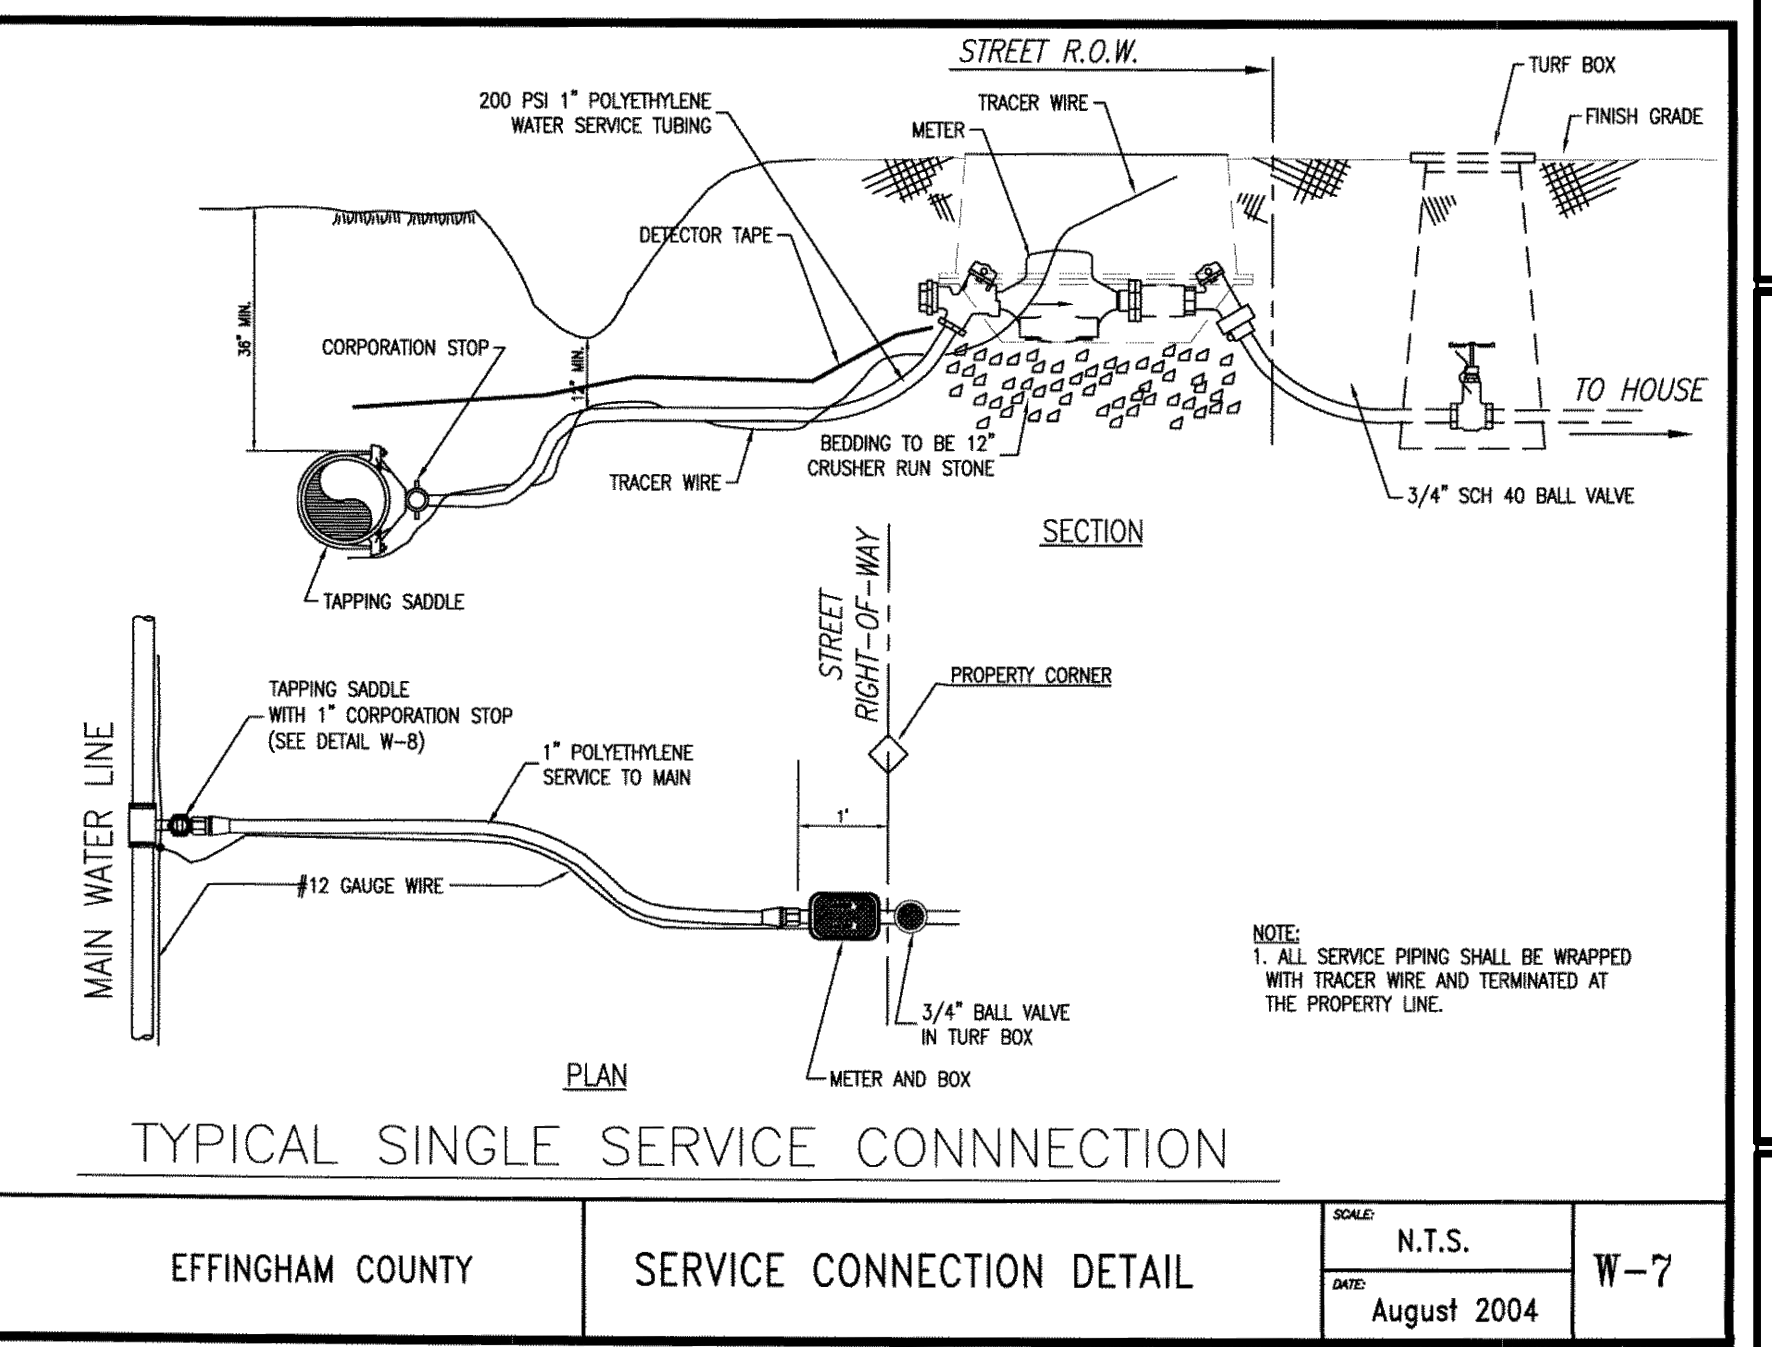 STREET R.O.W.
TURF BOX
200 PSI 1" POLYETHYLENE
WATER SERVICE TUBING
TRACER WIRE
METER
FINISH GRADE
DETECTOR TAPE
36" MIN.
CORPORATION STOP
12" MIN.
TO HOUSE
BEDDING TO BE 12"
CRUSHER RUN STONE
TRACER WIRE
3/4" SCH 40 BALL VALVE
SECTION
TAPPING SADDLE
STREET
RIGHT-OF-WAY
PROPERTY CORNER
TAPPING SADDLE
WITH 1" CORPORATION STOP
(SEE DETAIL W-8)
1" POLYETHYLENE
SERVICE TO MAIN
MAIN WATER LINE
1'
#12 GAUGE WIRE
NOTE:
1. ALL SERVICE PIPING SHALL BE WRAPPED
WITH TRACER WIRE AND TERMINATED AT
THE PROPERTY LINE.
3/4" BALL VALVE
IN TURF BOX
PLAN
METER AND BOX
TYPICAL SINGLE SERVICE CONNNECTION
EFFINGHAM COUNTY
SERVICE CONNECTION DETAIL
SCALE:
N.T.S.
DATE:
August 2004
W-7